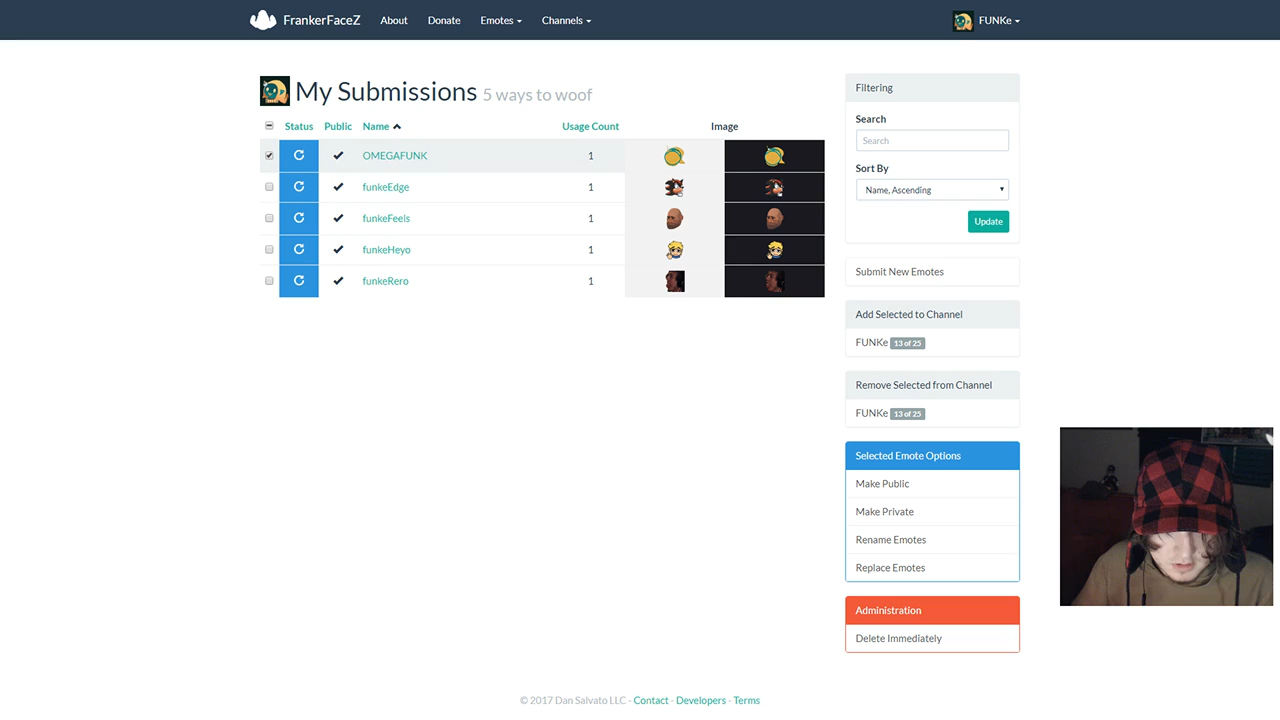 FrankerFaceZ About Donate Emotes Channels FUNKe
My Submissions 5 ways to woof
Status Public Name Usage Count Image
OMEGAFUNK 1
funkeEdge 1
funkeFeels 1
funkeHeyo 1
funkeRero 1
Filtering
Search
Search
Sort By
Name, Ascending
Update
Submit New Emotes
Add Selected to Channel
FUNKe 13 of 25
Remove Selected from Channel
FUNKe 13 of 25
Selected Emote Options
Make Public
Make Private
Rename Emotes
Replace Emotes
Administration
Delete Immediately
© 2017 Dan Salvato LLC - Contact - Developers - Terms